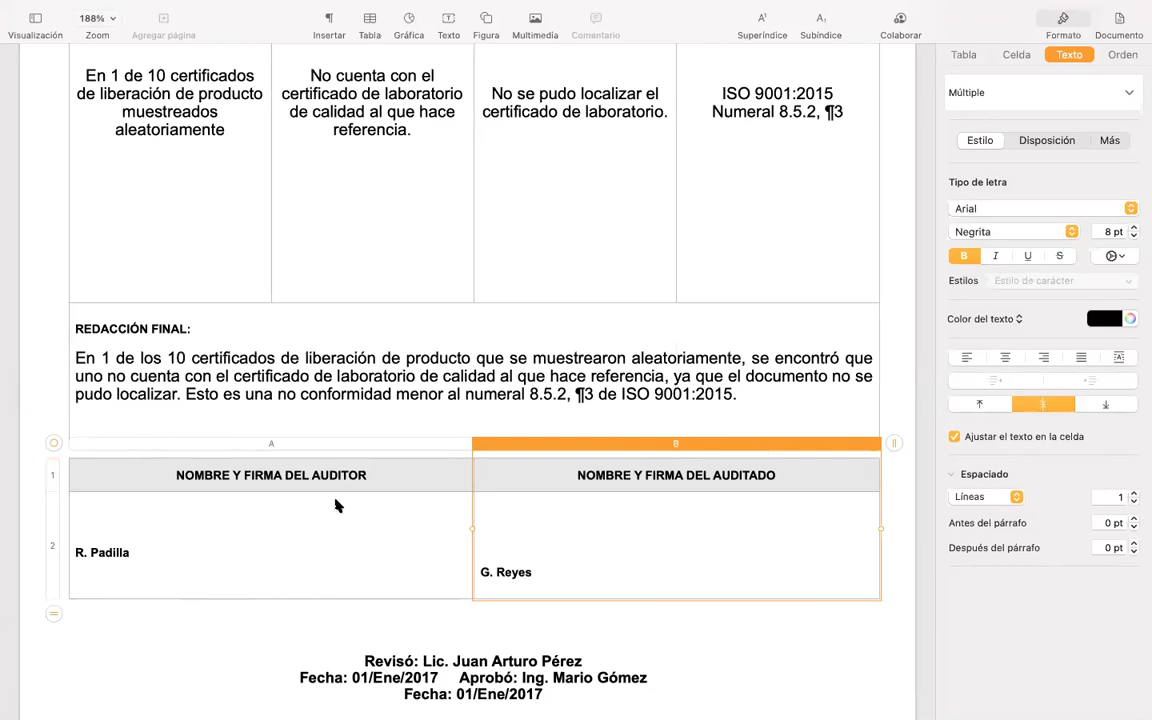 188%
Visualización Zoom Agregar página Insertar Tabla Gráfica Texto Figura Multimedia Comentario Superíndice Subíndice Colaborar Formato Documento
Tabla Celda Texto Orden
Múltiple
Estilo Disposición Más
Tipo de letra
Arial
Negrita 8 pt
B I U S
Estilos Estilo de carácter
Color del texto
Ajustar el texto en la celda
Espaciado
Líneas 1
Antes del párrafo 0 pt
Después del párrafo 0 pt
En 1 de 10 certificados
de liberación de producto
muestreados
aleatoriamente
No cuenta con el
certificado de laboratorio
de calidad al que hace
referencia.
No se pudo localizar el
certificado de laboratorio.
ISO 9001:2015
Numeral 8.5.2, ¶3
REDACCIÓN FINAL:
En 1 de los 10 certificados de liberación de producto que se muestrearon aleatoriamente, se encontró que
uno no cuenta con el certificado de laboratorio de calidad al que hace referencia, ya que el documento no se
pudo localizar. Esto es una no conformidad menor al numeral 8.5.2, ¶3 de ISO 9001:2015.
A B
1 NOMBRE Y FIRMA DEL AUDITOR NOMBRE Y FIRMA DEL AUDITADO
2 R. Padilla
G. Reyes
Revisó: Lic. Juan Arturo Pérez
Fecha: 01/Ene/2017 Aprobó: Ing. Mario Gómez
Fecha: 01/Ene/2017